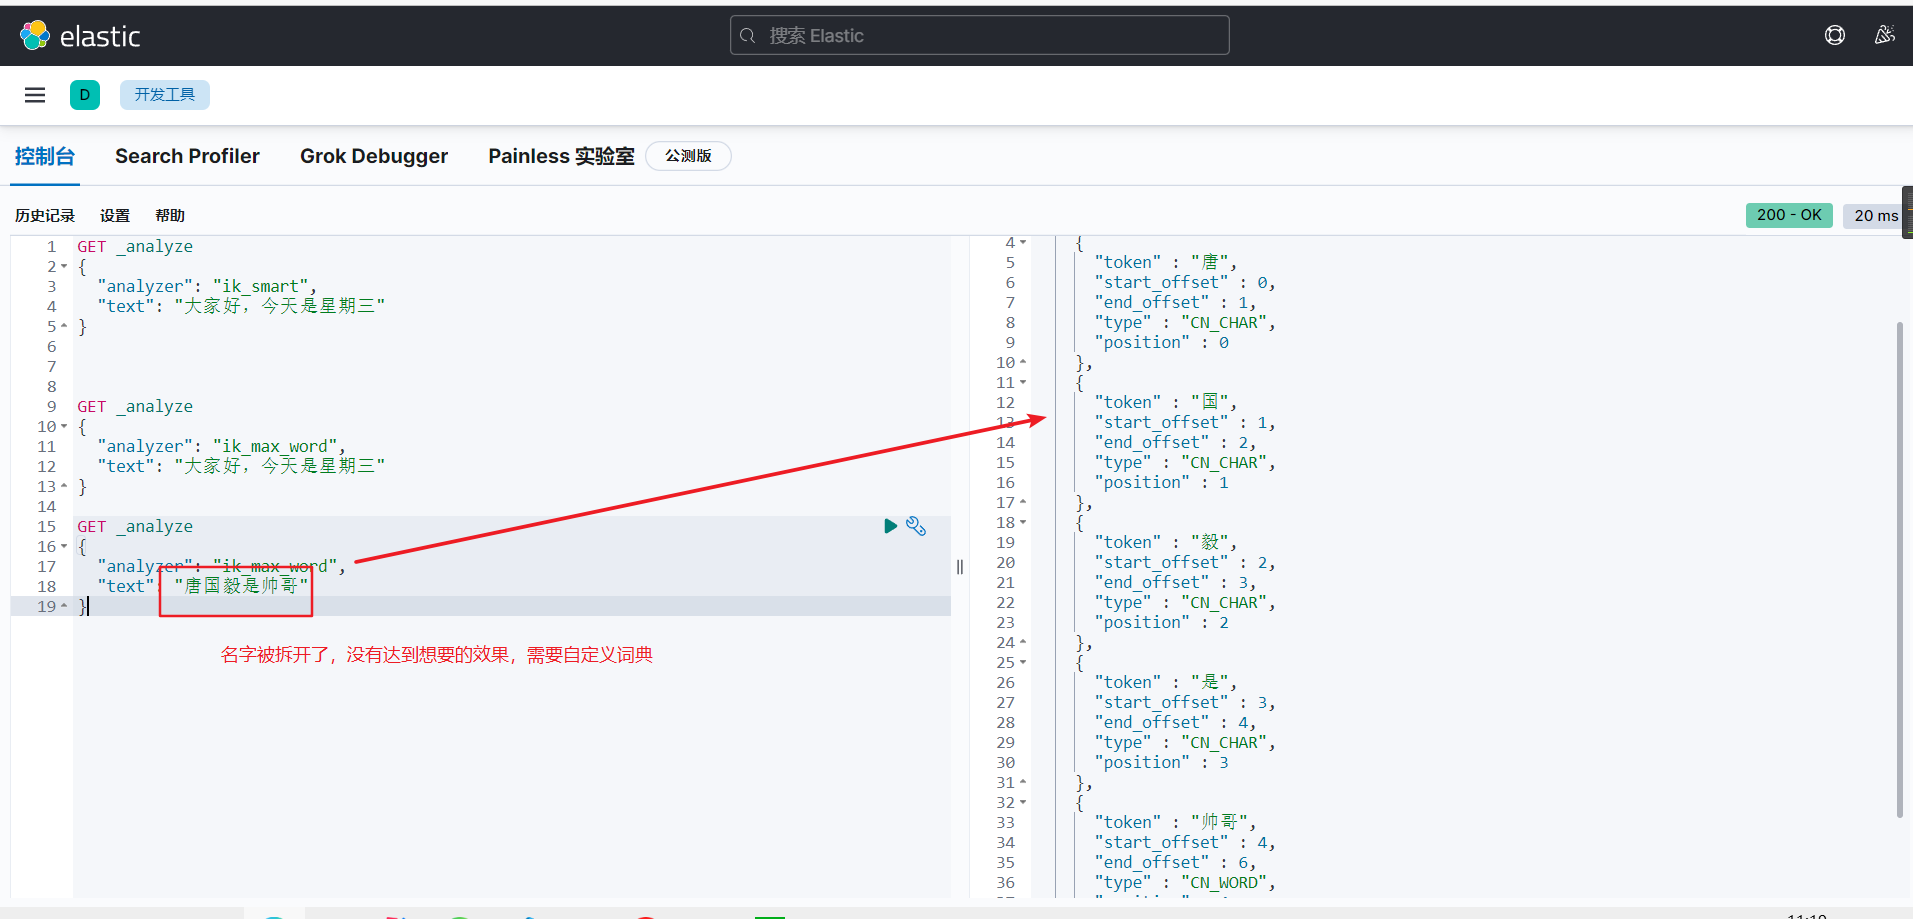 elastic
搜索 Elastic
D
开发工具
控制台
Search Profiler
Grok Debugger
Painless 实验室
公测版
历史记录
设置
帮助
200 - OK
20 ms
1 GET _analyze
2 {
3 "analyzer": "ik_smart",
4 "text": "大家好，今天是星期三"
5 }
6
7
8
9 GET _analyze
10 {
11 "analyzer": "ik_max_word",
12 "text": "大家好，今天是星期三"
13 }
14
15 GET _analyze
16 {
17 "analyzer": "ik_max_word",
18 "text": "唐国毅是帅哥"
19 }
名字被拆开了，没有达到想要的效果，需要自定义词典
4 {
5 "token" : "唐",
6 "start_offset" : 0,
7 "end_offset" : 1,
8 "type" : "CN_CHAR",
9 "position" : 0
10 },
11 {
12 "token" : "国",
13 "start_offset" : 1,
14 "end_offset" : 2,
15 "type" : "CN_CHAR",
16 "position" : 1
17 },
18 {
19 "token" : "毅",
20 "start_offset" : 2,
21 "end_offset" : 3,
22 "type" : "CN_CHAR",
23 "position" : 2
24 },
25 {
26 "token" : "是",
27 "start_offset" : 3,
28 "end_offset" : 4,
29 "type" : "CN_CHAR",
30 "position" : 3
31 },
32 {
33 "token" : "帅哥",
34 "start_offset" : 4,
35 "end_offset" : 6,
36 "type" : "CN_WORD",